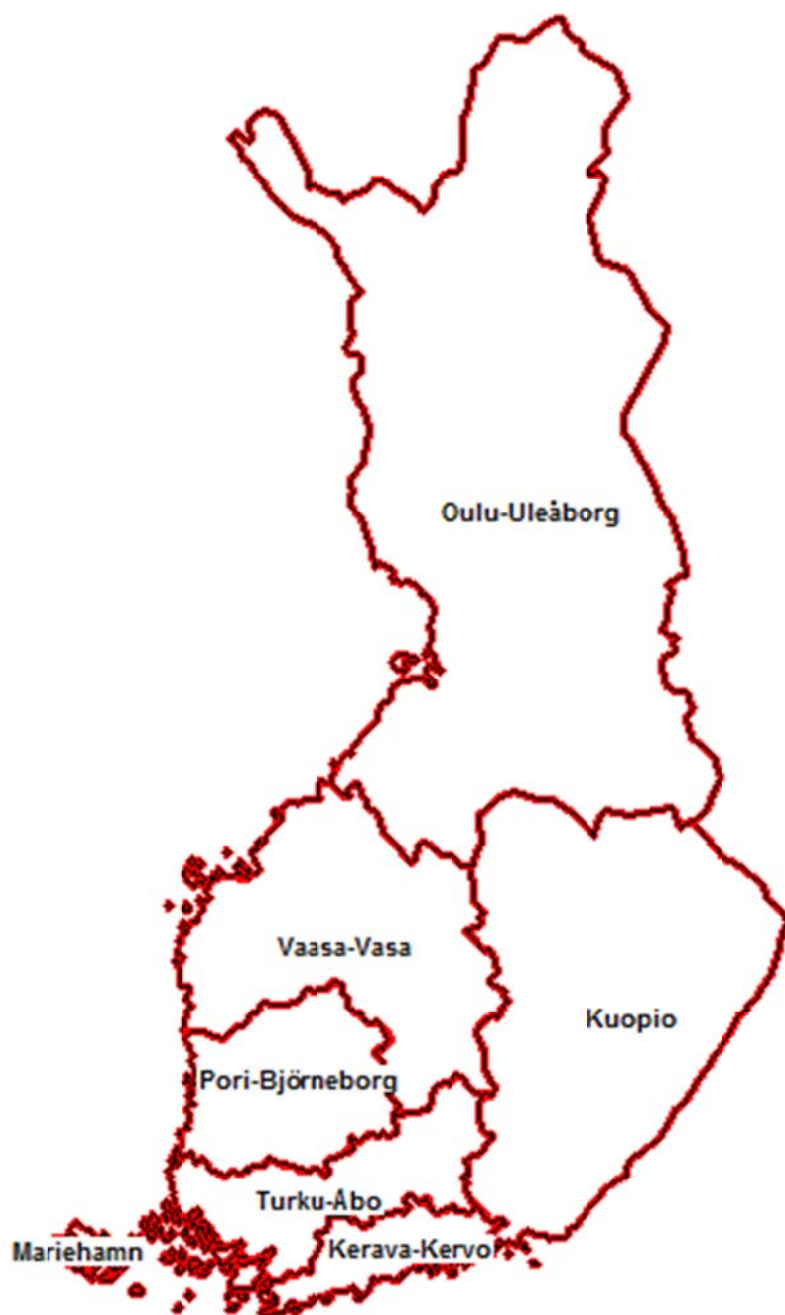 Oulu-Uleåborg
Vaasa-Vasa
Kuopio
Pori-Björneborg
Turku-Åbo
Mariehamn
Kerava-Kervo